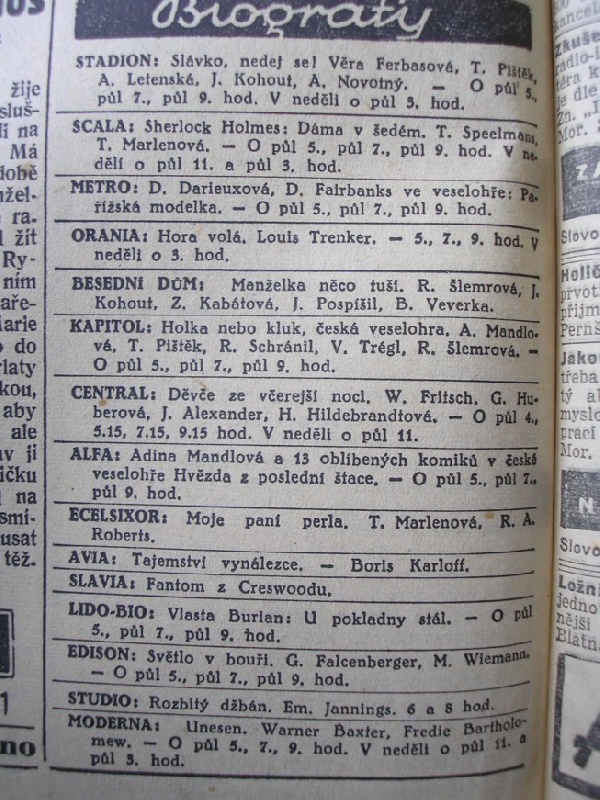 Biografy
STADION: Slávko, nedej se! Věra Ferbasová, T. Pištěk,
A. Letenská, J. Kohout, A. Novotný. — O půl 5.,
půl 7., půl 9. hod. V neděli o půl 3. hod.
SCALA: Sherlock Holmes: Dáma v šedém. T. Speelmans,
T. Marlenová. — O půl 5., půl 7., půl 9. hod. V ne-
děli o půl 11. a půl 3. hod.
METRO: D. Darieuxová, D. Fairbanks ve veselohře: Pa-
řížská modelka. — O půl 5., půl 7., půl 9. hod.
ORANIA: Hora volá. Louis Trenker. — 5., 7., 9. hod. V
neděli o 3. hod.
BESEDNÍ DŮM: Manželka něco tuší. R. Šlemrová, J.
Kohout, Z. Kabátová, J. Pospíšil, B. Veverka.
KAPITOL: Holka nebo kluk, česká veselohra. A. Mandlo-
vá, T. Pištěk, R. Schránil, V. Trégl, R. Šlemrová. —
O půl 5., půl 7., půl 9. hod.
CENTRAL: Děvče ze včerejší noci. W. Fritsch, G. Hu-
berová, J. Alexander, H. Hildebrandtová. — O půl 4.,
5.15, 7.15, 9.15 hod. V neděli o půl 11.
ALFA: Adina Mandlová a 13 oblíbených komiků v české
veselohře Hvězda z poslední štace. — O půl 5., půl 7.,
půl 9. hod.
ECELSIXOR: Moje paní perla. T. Marlenová, R. A.
Roberts.
AVIA: Tajemství vynálezce. — Boris Karloff.
SLAVIA: Fantom z Creswoodu.
LIDO-BIO: Vlasta Burian: U pokladny stál. — O půl
5., půl 7., půl 9. hod.
EDISON: Světlo v bouři. G. Falcenberger, M. Wiemann.
— O půl 5., půl 7., půl 9. hod.
STUDIO: Rozbitý džbán. Em. Jannings. 6 a 8 hod.
MODERNA: Unesen. Warner Baxter, Fredie Bartholo-
mew. — O půl 5., 7., 9. hod. V neděli o půl 11. a
půl 3. hod.